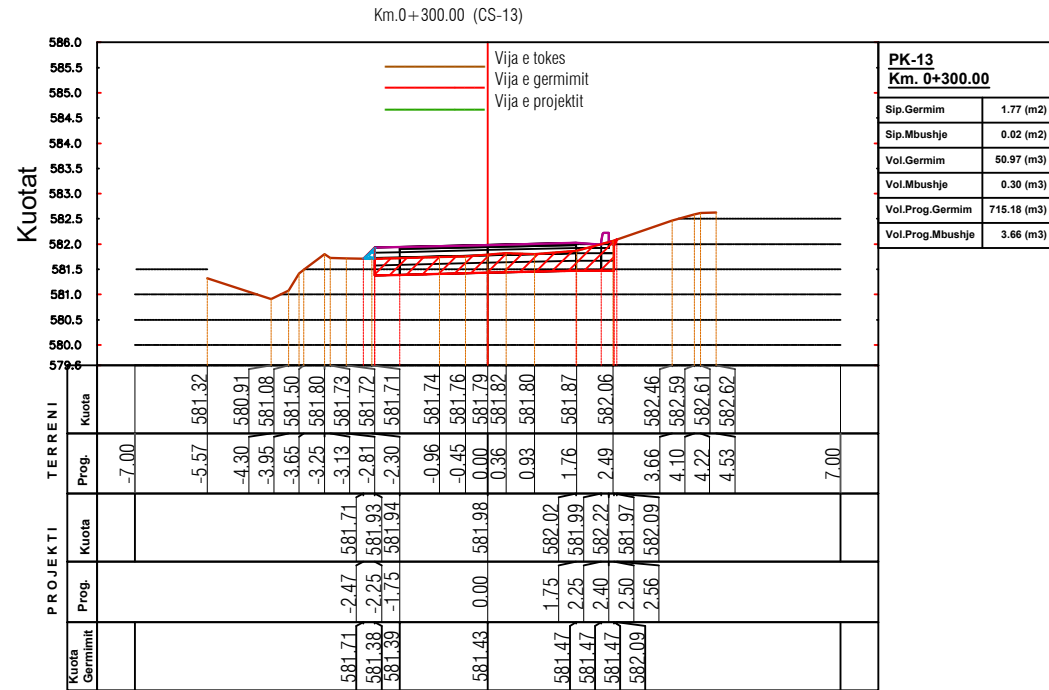 Km.0+300.00 (CS-13)
Vija e tokes
Vija e germimit
Vija e projektit
Kuotat
586.0
585.5
585.0
584.5
584.0
583.5
583.0
582.5
582.0
581.5
581.0
580.5
580.0
579.6
PK-13
Km. 0+300.00
Sip.Germim 1.77 (m2)
Sip.Mbushje 0.02 (m2)
Vol.Germim 50.97 (m3)
Vol.Mbushje 0.30 (m3)
Vol.Prog.Germim 715.18 (m3)
Vol.Prog.Mbushje 3.66 (m3)
TERRENI
Kuota
581.32 580.91 581.08 581.50 581.80 581.73 581.72 581.71 581.74 581.76 581.79 581.82 581.80 581.87 582.06 582.46 582.59 582.61 582.62
Prog.
-7.00 -5.57 -4.30 -3.95 -3.65 -3.25 -3.13 -2.81 -2.30 -0.96 -0.45 0.00 0.36 0.93 1.76 2.49 3.66 4.10 4.22 4.53 7.00
PROJEKTI
Kuota
581.71 581.93 581.94 581.98 582.02 581.99 582.22 581.97 582.09
Prog.
-2.47 -2.25 -1.75 0.00 1.75 2.25 2.40 2.50 2.56
Kuota
Germimit
581.71 581.38 581.39 581.43 581.47 581.47 581.47 582.09